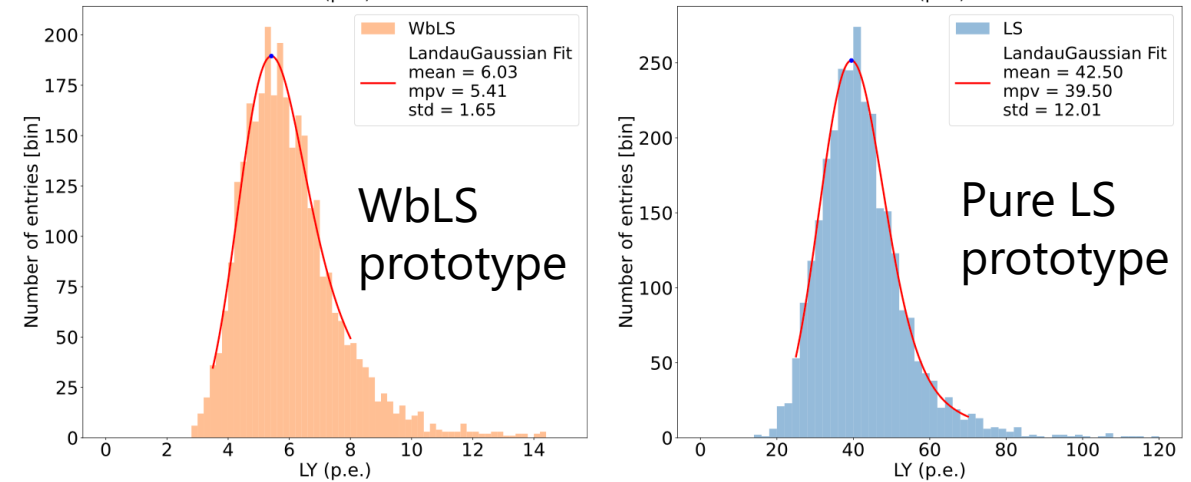 WbLS
LandauGaussian Fit
mean = 6.03
mpv = 5.41
std = 1.65
WbLS
prototype
Number of entries [bin]
200
175
150
125
100
75
50
25
0
0 2 4 6 8 10 12 14
LY (p.e.)
LS
LandauGaussian Fit
mean = 42.50
mpv = 39.50
std = 12.01
Pure LS
prototype
Number of entries [bin]
250
200
150
100
50
0
0 20 40 60 80 100 120
LY (p.e.)